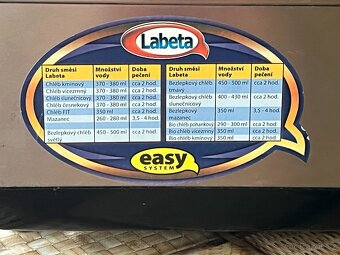 Labeta
Druh směsi Labeta Množství vody Doba pečení
Chléb kmínový 370 - 380 ml cca 2 hod.
Chléb vícezrnný 370 - 380 ml cca 2 hod.
Chléb slunečnicový 370 - 380 ml cca 2 hod.
Chléb česnekový 370 - 380 ml cca 2 hod.
Chléb FIT 350 ml cca 2 hod.
Mazanec 260 - 280 ml 3,5 - 4 hod.
Bezlepkový chléb světlý 450 - 500 ml cca 2 hod.
Druh směsi Labeta Množství vody Doba pečení
Bezlepkový chléb tmavý 450 - 500 ml cca 2 hod.
Bezlepkový chléb slunečnicový 400 - 430 ml cca 2 hod.
Bezlepkový mazanec 350 ml 3,5 - 4 hod.
Bio chléb pohankový 290 - 300 ml cca 2 hod.
Bio chléb vícezrnný 350 ml cca 2 hod.
Bio chléb kmínový 350 ml cca 2 hod.
easy
SYSTEM